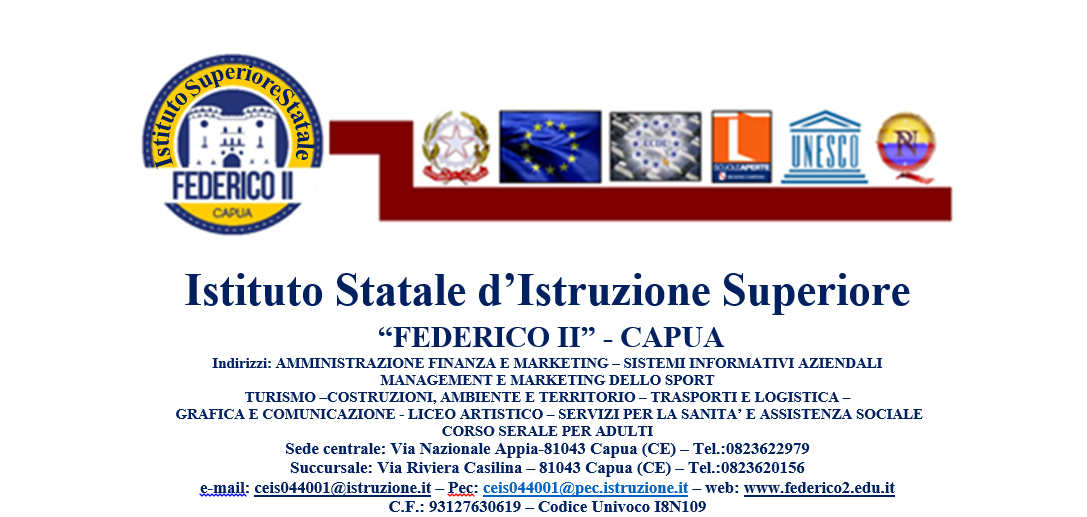 Istituto Superiore Statale
FEDERICO II
CAPUA
ECDL
SCUOLE APERTE
UNESCO
Istituto Statale d’Istruzione Superiore
“FEDERICO II” - CAPUA
Indirizzi: AMMINISTRAZIONE FINANZA E MARKETING – SISTEMI INFORMATIVI AZIENDALI
MANAGEMENT E MARKETING DELLO SPORT
TURISMO –COSTRUZIONI, AMBIENTE E TERRITORIO – TRASPORTI E LOGISTICA –
GRAFICA E COMUNICAZIONE - LICEO ARTISTICO – SERVIZI PER LA SANITA’ E ASSISTENZA SOCIALE
CORSO SERALE PER ADULTI
Sede centrale: Via Nazionale Appia-81043 Capua (CE) – Tel.:0823622979
Succursale: Via Riviera Casilina – 81043 Capua (CE) – Tel.:0823620156
e-mail: ceis044001@istruzione.it – Pec: ceis044001@pec.istruzione.it – web: www.federico2.edu.it
C.F.: 93127630619 – Codice Univoco I8N109